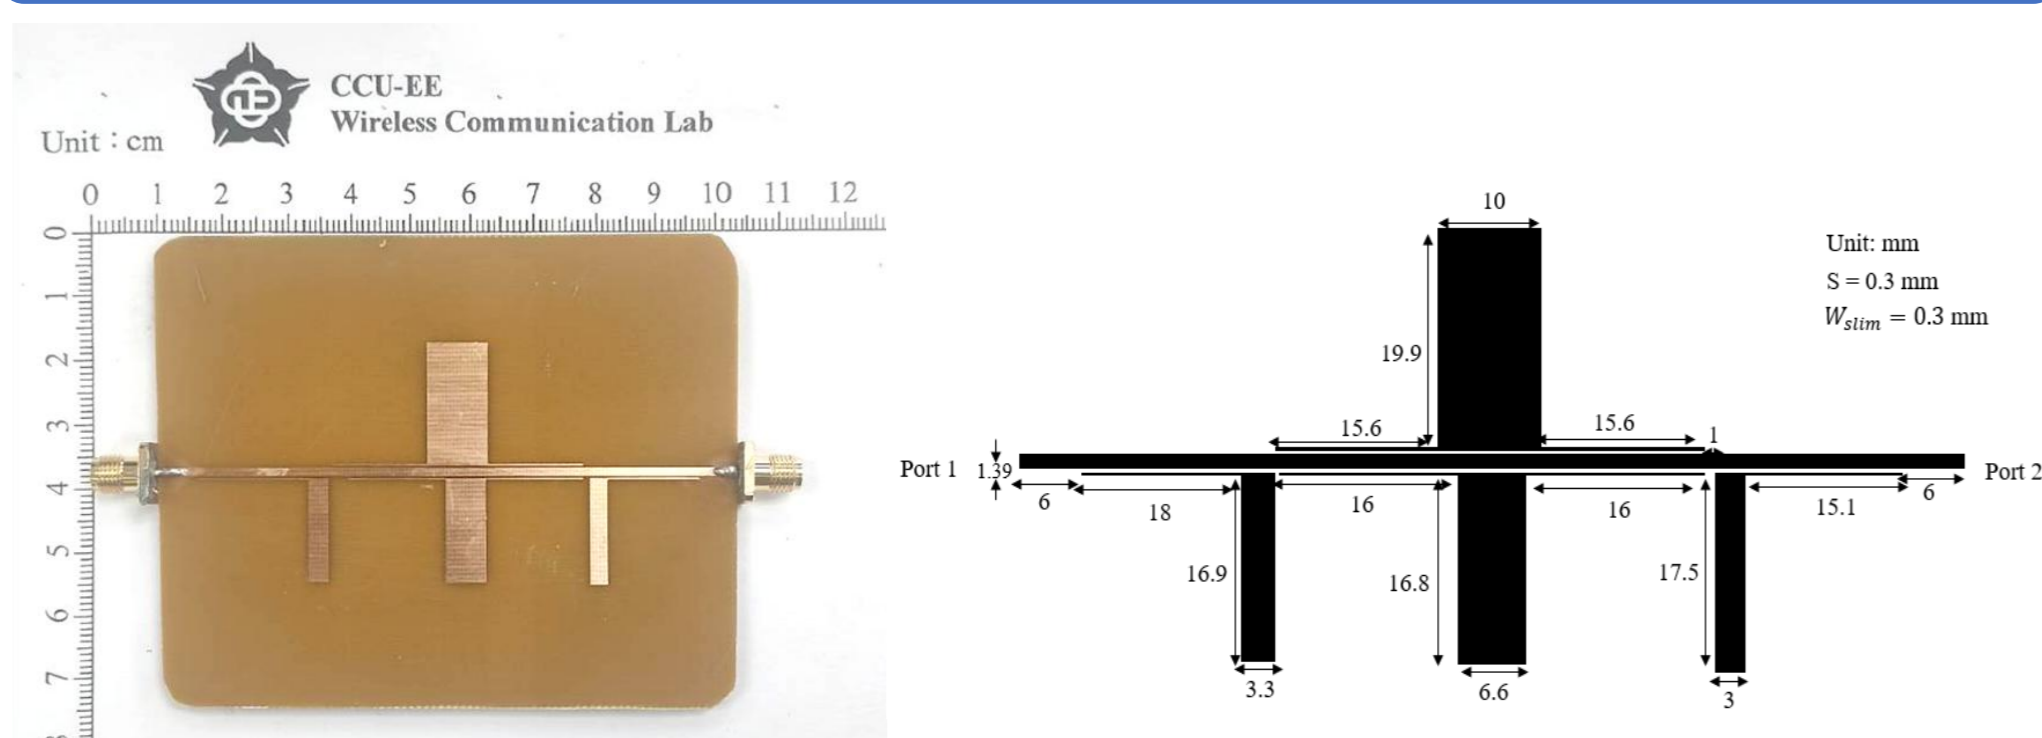 CCU-EE
Wireless Communication Lab
Unit : cm
0 1 2 3 4 5 6 7 8 9 10 11 12
0
1
2
3
4
5
6
7
10
Unit: mm
S = 0.3 mm
W_slim = 0.3 mm
19.9
15.6
15.6
1
Port 1
1.39
Port 2
6
18
16
16
15.1
6
16.9
16.8
17.5
3.3
6.6
3